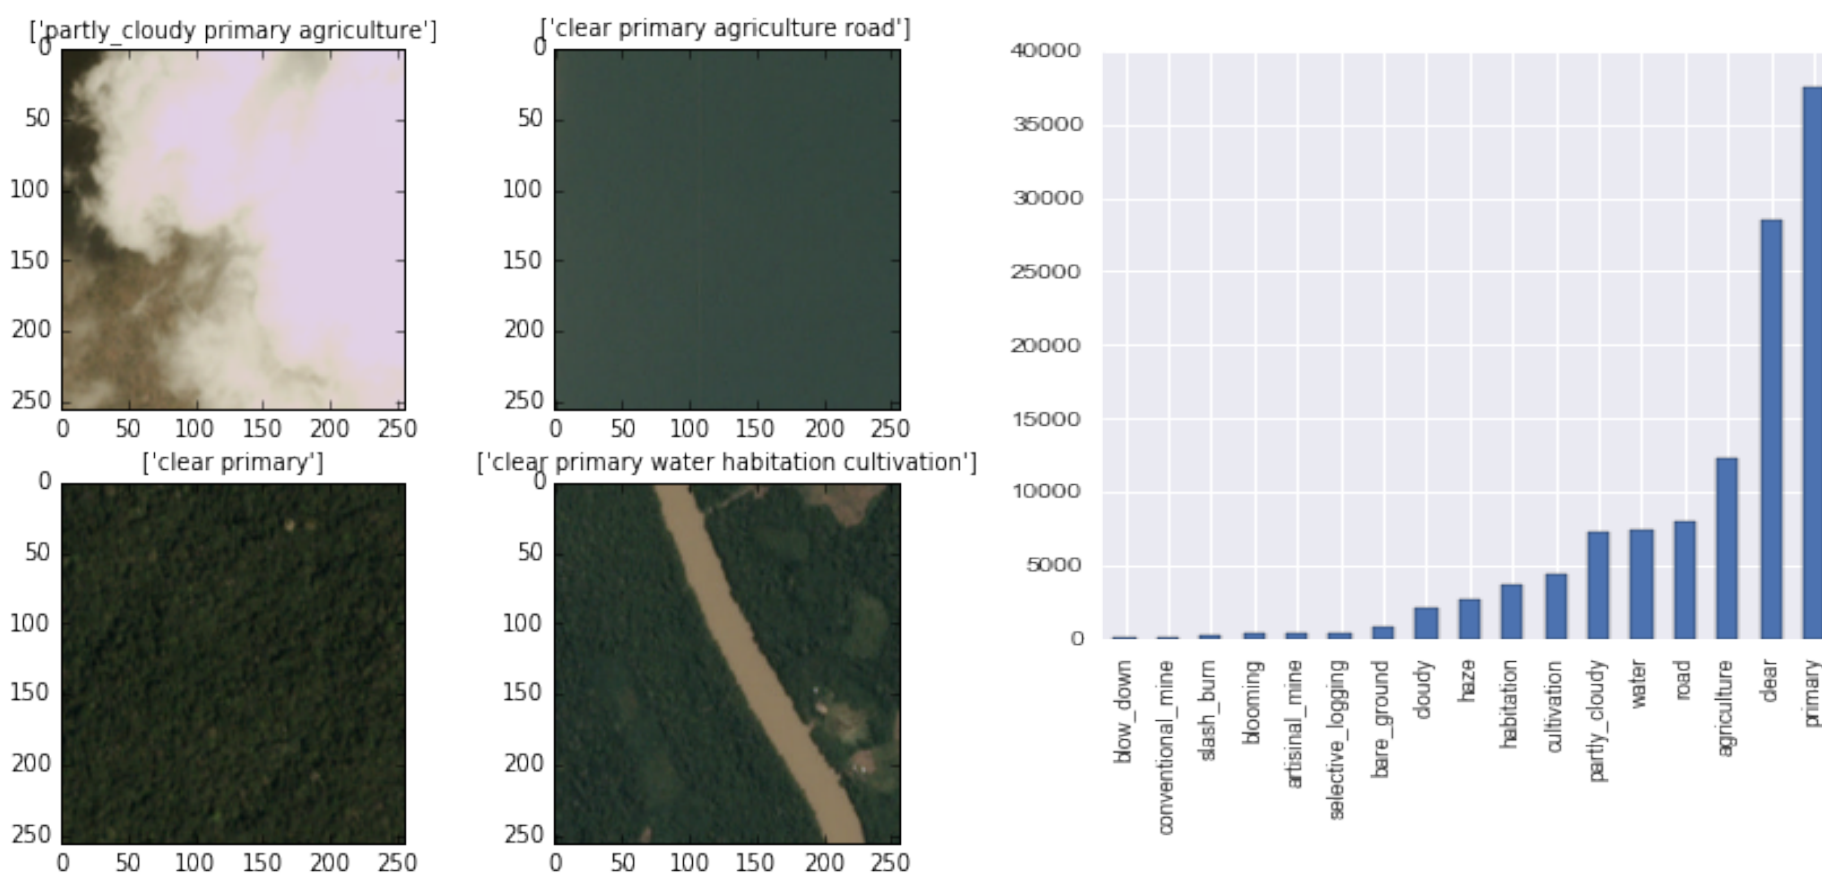 ['partly_cloudy primary agriculture']
0
50
100
150
200
250
0 50 100 150 200 250
['clear primary agriculture road']
0
50
100
150
200
250
0 50 100 150 200 250
['clear primary']
0
50
100
150
200
250
0 50 100 150 200 250
['clear primary water habitation cultivation']
0
50
100
150
200
250
0 50 100 150 200 250
40000
35000
30000
25000
20000
15000
10000
5000
0
blow_down
conventional_mine
slash_burn
blooming
artisinal_mine
selective_logging
bare_ground
cloudy
haze
habitation
cultivation
partly_cloudy
water
road
agriculture
clear
primary